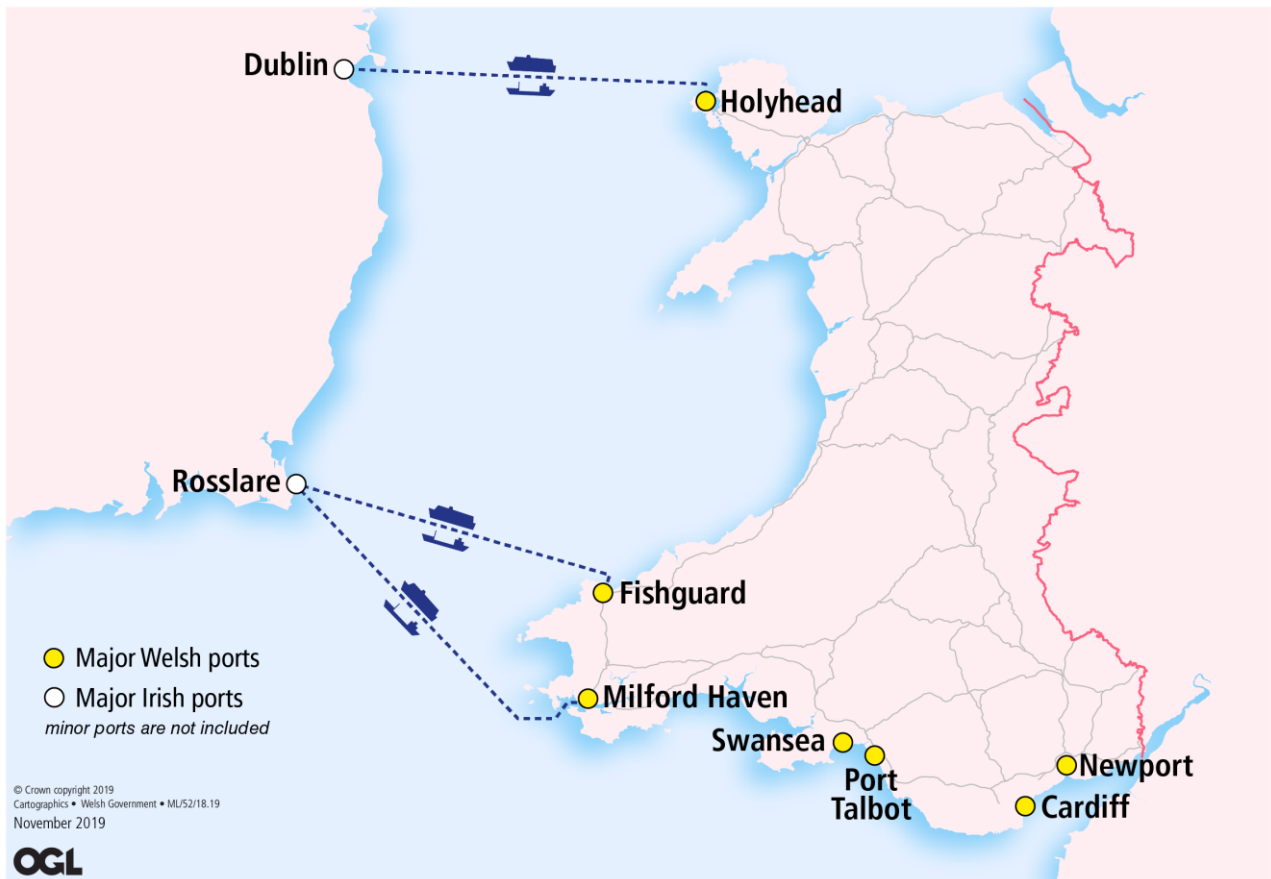 Dublin
Holyhead
Rosslare
Fishguard
Major Welsh ports
Major Irish ports
minor ports are not included
Milford Haven
Swansea
Port
Talbot
Newport
Cardiff
© Crown copyright 2019
Cartographics • Welsh Government • ML/52/18.19
November 2019
OGL